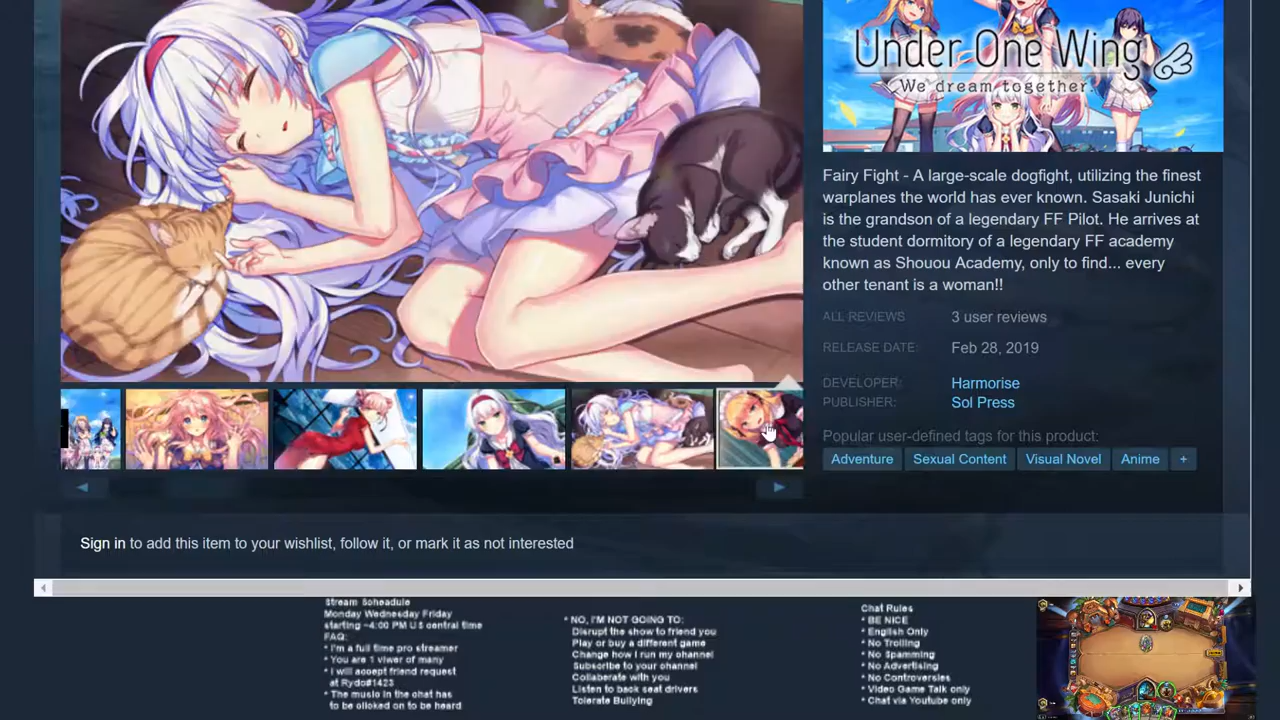 Under One Wing
We dream together.
Fairy Fight - A large-scale dogfight, utilizing the finest
warplanes the world has ever known. Sasaki Junichi
is the grandson of a legendary FF Pilot. He arrives at
the student dormitory of a legendary FF academy
known as Shouou Academy, only to find... every
other tenant is a woman!!
ALL REVIEWS 3 user reviews
RELEASE DATE: Feb 28, 2019
DEVELOPER: Harmorise
PUBLISHER: Sol Press
Popular user-defined tags for this product:
Adventure Sexual Content Visual Novel Anime +
Sign in to add this item to your wishlist, follow it, or mark it as not interested
Stream Soheadule
Monday Wednesday Friday
starting ~4:00 PM US central time
FAQ:
* I'm a full time pro streamer
* You are 1 viwer of many
* I will accept friend request
at Rydo#1423
* The music in the chat has
to be clicked on to be heard
* NO, I'M NOT GOING TO:
Disrupt the show to friend you
Play or buy a different game
Change how I run my channel
Subscribe to your channel
Collaberate with you
Listen to back seat drivers
Tolerate Bullying
Chat Rules
* BE NICE
* English Only
* No Trolling
* No Spamming
* No Advertising
* No Controversies
* Video Game Talk only
* Chat via Youtube only